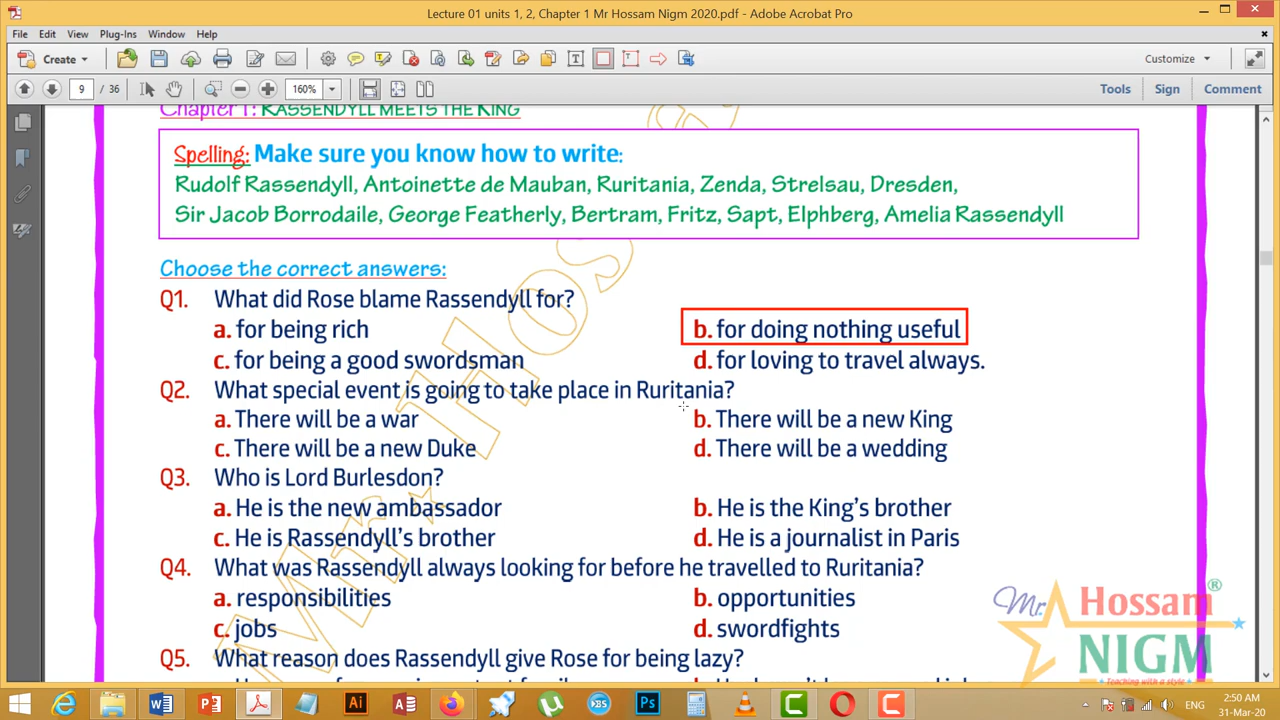 Lecture 01 units 1, 2, Chapter 1 Mr Hossam Nigm 2020.pdf - Adobe Acrobat Pro
File Edit View Plug-Ins Window Help
Create Customize
9 / 36 160% Tools Sign Comment
Chapter 1: RASSENDYLL MEETS THE KING
Spelling: Make sure you know how to write:
Rudolf Rassendyll, Antoinette de Mauban, Ruritania, Zenda, Strelsau, Dresden,
Sir Jacob Borrodaile, George Featherly, Bertram, Fritz, Sapt, Elphberg, Amelia Rassendyll
Choose the correct answers:
Q1. What did Rose blame Rassendyll for?
a. for being rich b. for doing nothing useful
c. for being a good swordsman d. for loving to travel always.
Q2. What special event is going to take place in Ruritania?
a. There will be a war b. There will be a new King
c. There will be a new Duke d. There will be a wedding
Q3. Who is Lord Burlesdon?
a. He is the new ambassador b. He is the King's brother
c. He is Rassendyll's brother d. He is a journalist in Paris
Q4. What was Rassendyll always looking for before he travelled to Ruritania?
a. responsibilities b. opportunities
c. jobs d. swordfights
Q5. What reason does Rassendyll give Rose for being lazy?
Mr. Hossam
NIGM
Teaching with a style
Mr. Hoss
ENG 2:50 AM
31-Mar-20